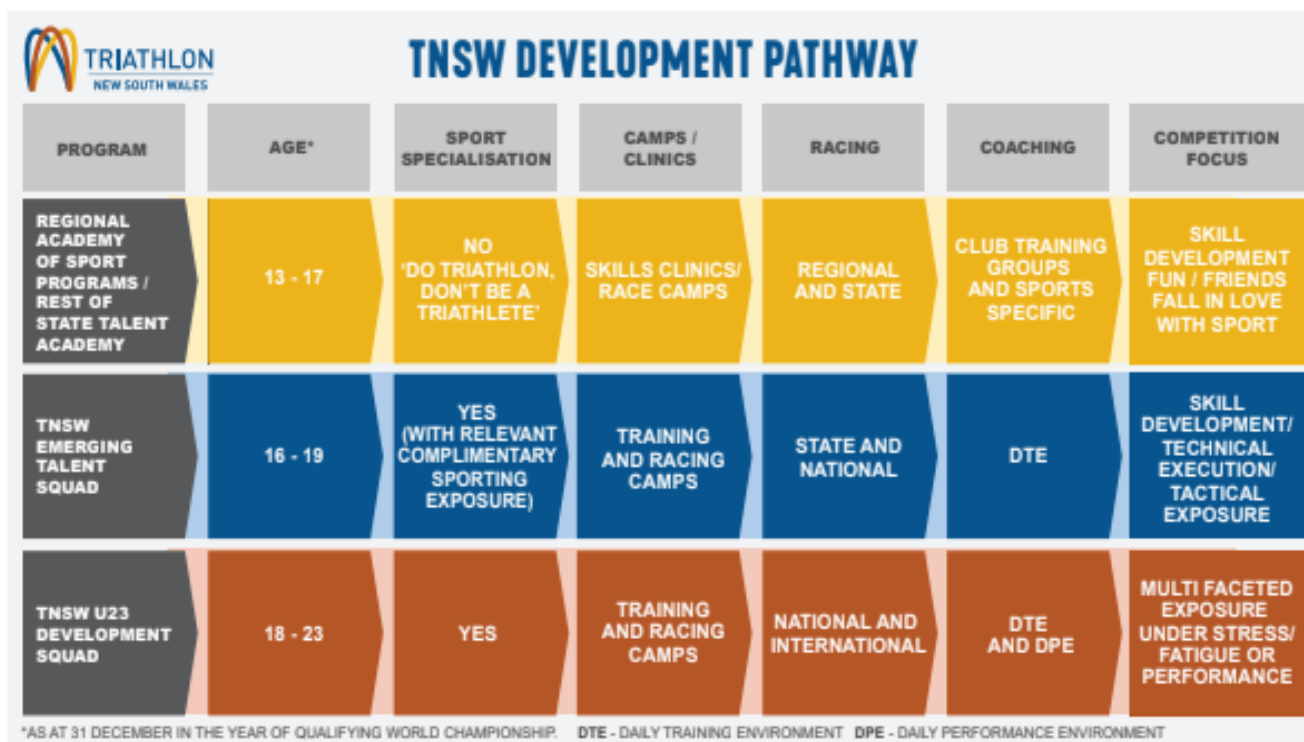 TRIATHLON
NEW SOUTH WALES
TNSW DEVELOPMENT PATHWAY
PROGRAM
AGE*
SPORT
SPECIALISATION
CAMPS /
CLINICS
RACING
COACHING
COMPETITION
FOCUS
REGIONAL
ACADEMY
OF SPORT
PROGRAMS /
REST OF
STATE TALENT
ACADEMY
13 - 17
NO
'DO TRIATHLON,
DON'T BE A
TRIATHLETE'
SKILLS CLINICS/
RACE CAMPS
REGIONAL
AND STATE
CLUB TRAINING
GROUPS
AND SPORTS
SPECIFIC
SKILL
DEVELOPMENT
FUN / FRIENDS
FALL IN LOVE
WITH SPORT
TNSW
EMERGING
TALENT
SQUAD
16 - 19
YES
(WITH RELEVANT
COMPLIMENTARY
SPORTING
EXPOSURE)
TRAINING
AND RACING
CAMPS
STATE AND
NATIONAL
DTE
SKILL
DEVELOPMENT/
TECHNICAL
EXECUTION/
TACTICAL
EXPOSURE
TNSW U23
DEVELOPMENT
SQUAD
18 - 23
YES
TRAINING
AND RACING
CAMPS
NATIONAL AND
INTERNATIONAL
DTE
AND DPE
MULTI FACETED
EXPOSURE
UNDER STRESS/
FATIGUE OR
PERFORMANCE
*AS AT 31 DECEMBER IN THE YEAR OF QUALIFYING WORLD CHAMPIONSHIP. DTE - DAILY TRAINING ENVIRONMENT DPE - DAILY PERFORMANCE ENVIRONMENT